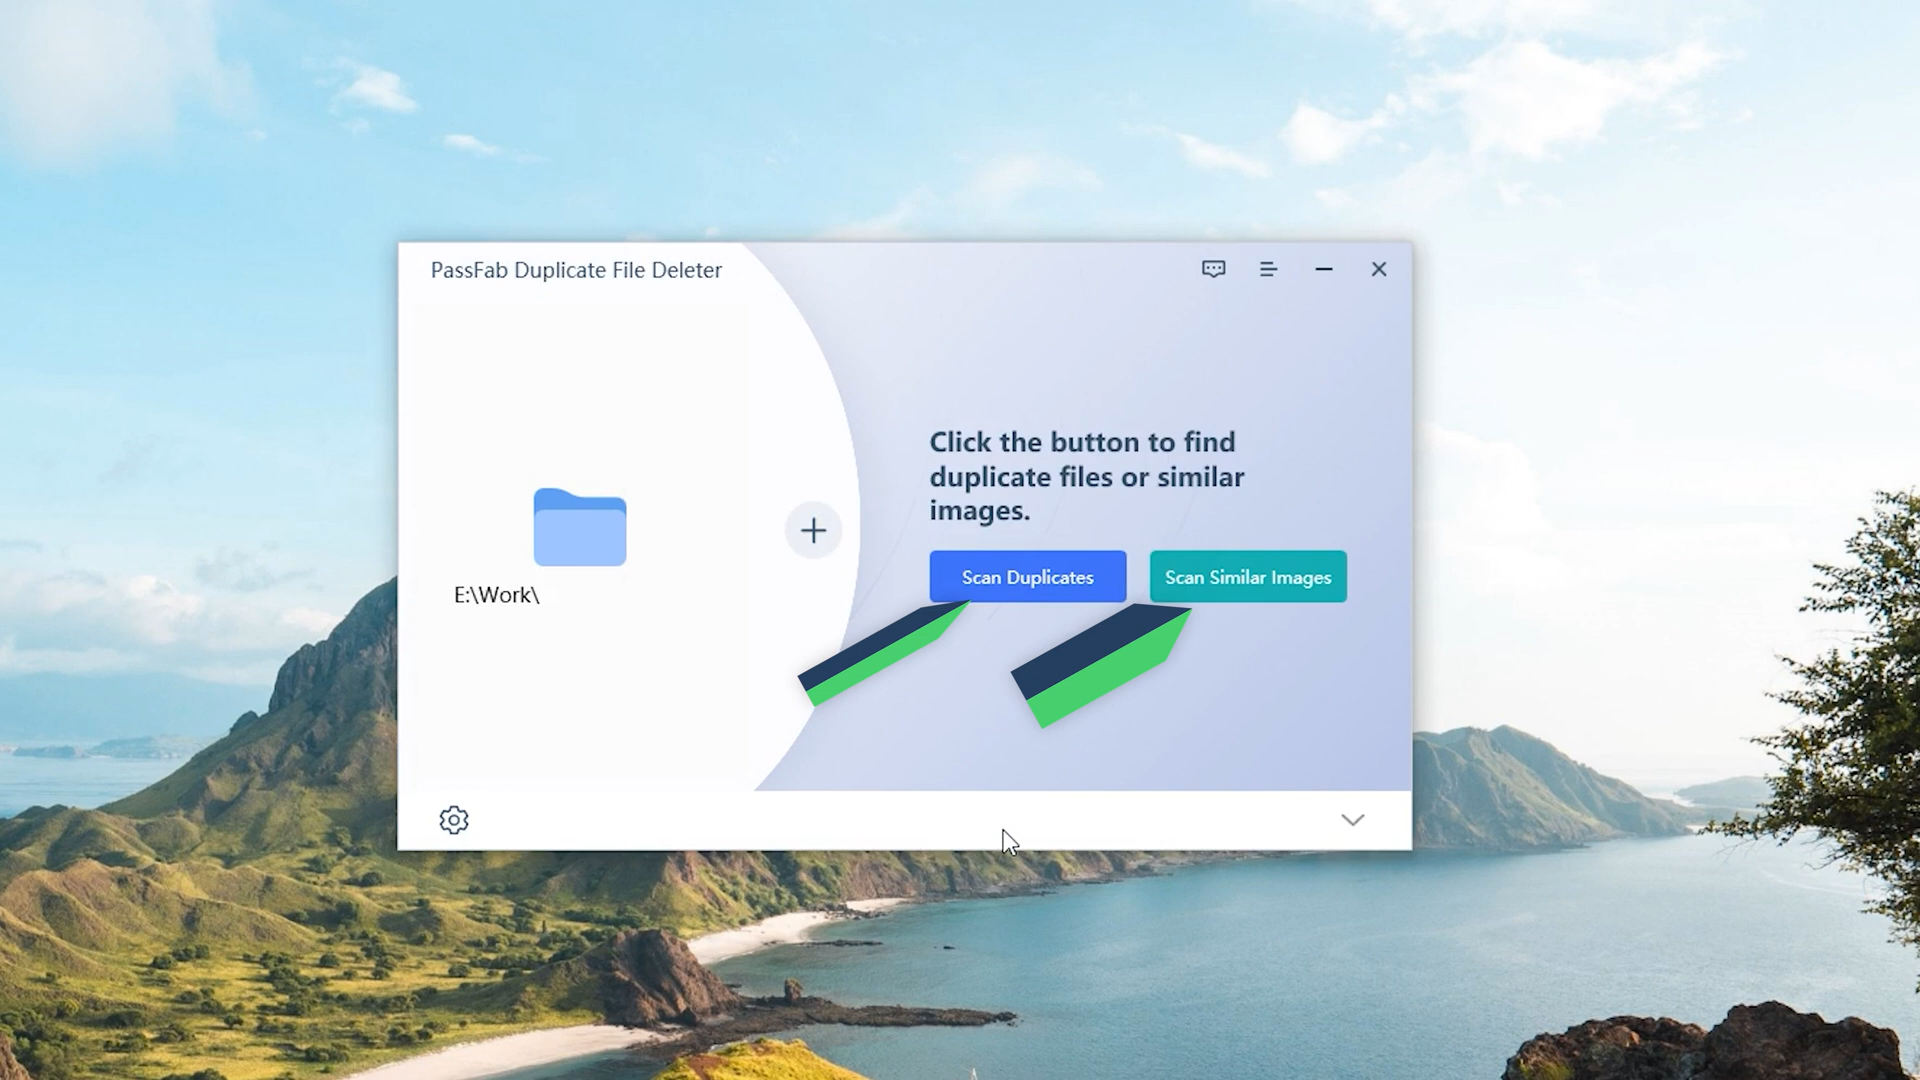 PassFab Duplicate File Deleter
Click the button to find
duplicate files or similar
images.
Scan Duplicates
Scan Similar Images
E:\Work\